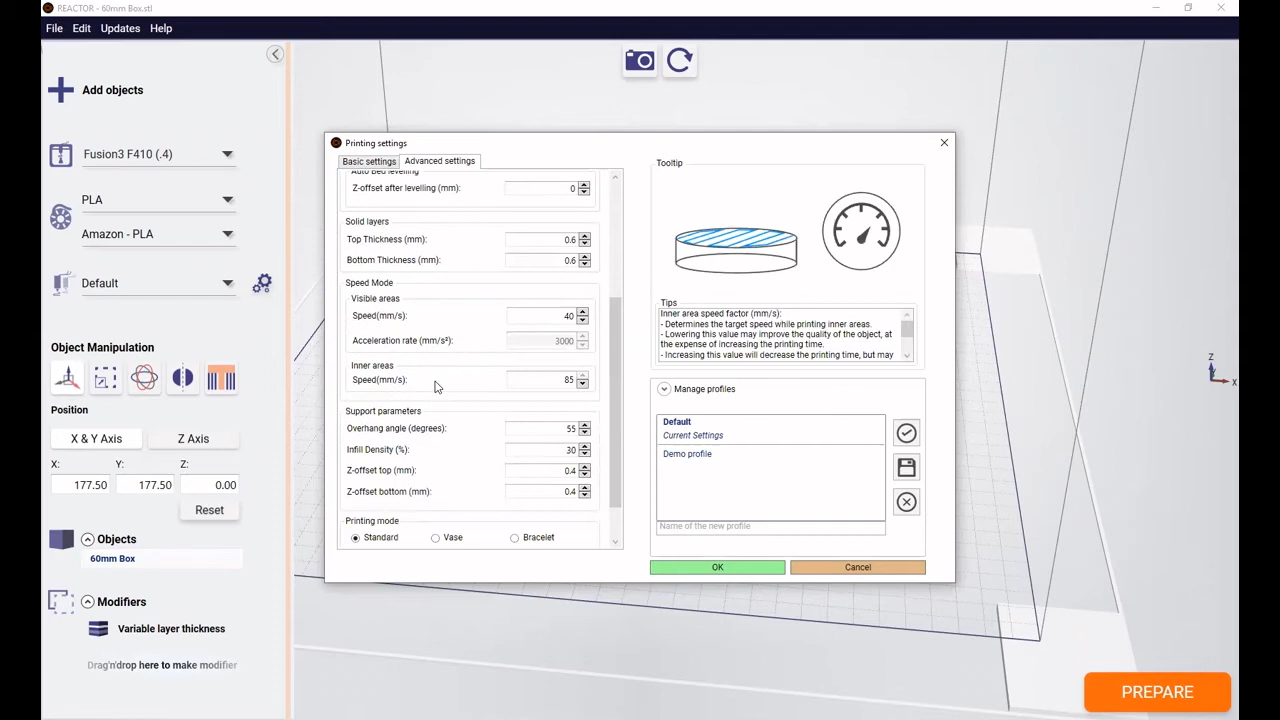 REACTOR - 60mm Box.stl
File Edit Updates Help
Add objects
Fusion3 F410 (.4)
PLA
Amazon - PLA
Default
Object Manipulation
Position
X & Y Axis Z Axis
X: Y: Z:
177.50 177.50 0.00
Reset
Objects
60mm Box
Modifiers
Variable layer thickness
Drag'n'drop here to make modifier
Printing settings
Basic settings Advanced settings
Auto Bed levelling
Z-offset after levelling (mm): 0
Solid layers
Top Thickness (mm): 0.6
Bottom Thickness (mm): 0.6
Speed Mode
Visible areas
Speed(mm/s): 40
Acceleration rate (mm/s²): 3000
Inner areas
Speed(mm/s): 85
Support parameters
Overhang angle (degrees): 55
Infill Density (%): 30
Z-offset top (mm): 0.4
Z-offset bottom (mm): 0.4
Printing mode
Standard Vase Bracelet
Tooltip
Tips
Inner area speed factor (mm/s):
- Determines the target speed while printing inner areas.
- Lowering this value may improve the quality of the object, at
the expense of increasing the printing time.
- Increasing this value will decrease the printing time, but may
Manage profiles
Default
Current Settings
Demo profile
Name of the new profile
OK Cancel
Z
Y
X
PREPARE